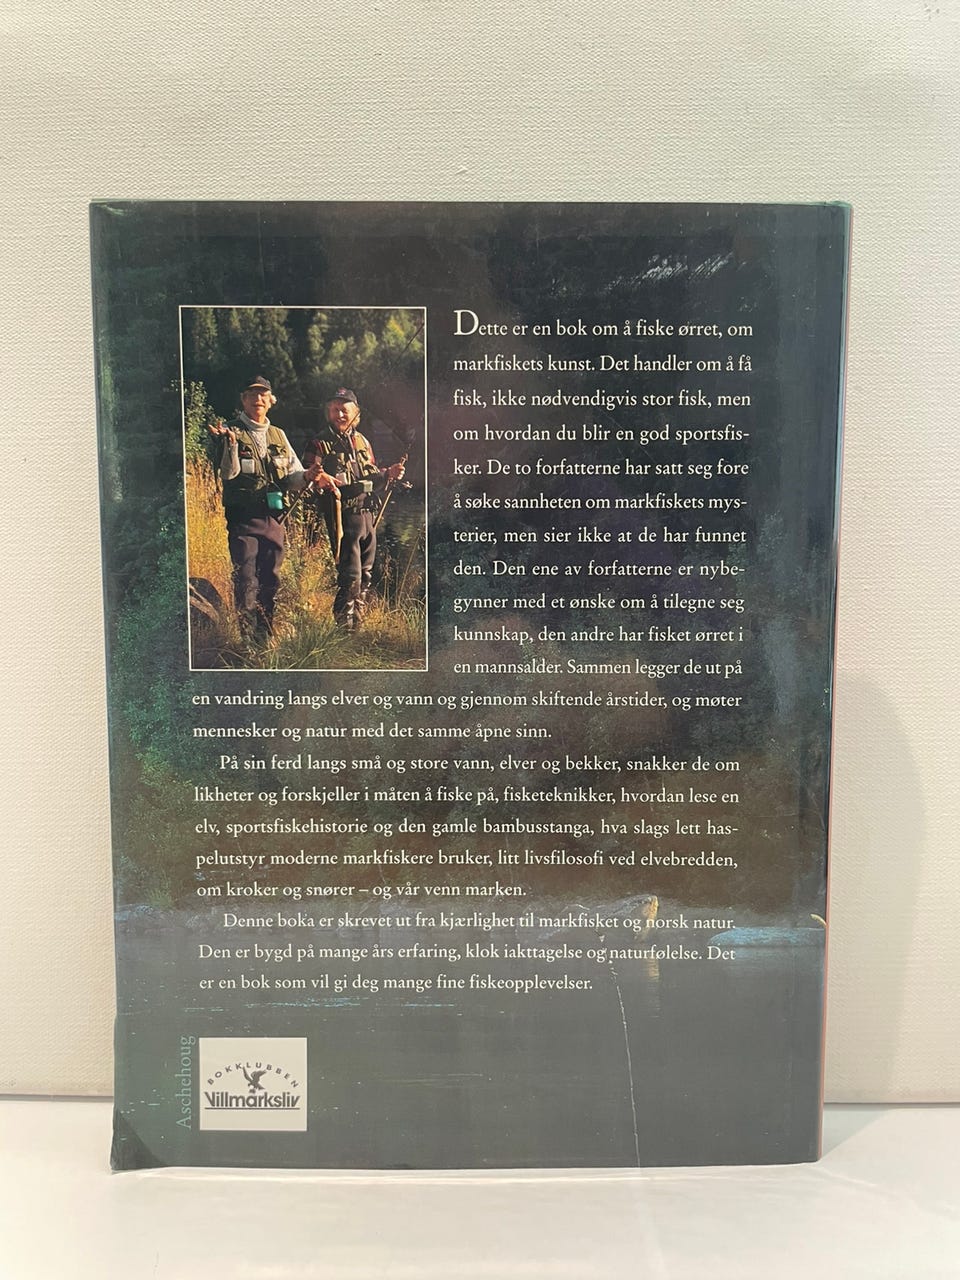 Dette er en bok om å fiske ørret, om
markfiskets kunst. Det handler om å få
fisk, ikke nødvendigvis stor fisk, men
om hvordan du blir en god sportsfis-
ker. De to forfatterne har satt seg fore
å søke sannheten om markfiskets mys-
terier, men sier ikke at de har funnet
den. Den ene av forfatterne er nybe-
gynner med et ønske om å tilegne seg
kunnskap, den andre har fisket ørret i
en mannsalder. Sammen legger de ut på
en vandring langs elver og vann og gjennom skiftende årstider, og møter
mennesker og natur med det samme åpne sinn.
På sin ferd langs små og store vann, elver og bekker, snakker de om
likheter og forskjeller i måten å fiske på, fisketeknikker, hvordan lese en
elv, sportsfiskehistorie og den gamle bambusstanga, hva slags lett has-
pelutstyr moderne markfiskere bruker, litt livsfilosofi ved elvebredden,
om kroker og snører – og vår venn marken.
Denne boka er skrevet ut fra kjærlighet til markfisket og norsk natur.
Den er bygd på mange års erfaring, klok iakttagelse og naturfølelse. Det
er en bok som vil gi deg mange fine fiskeopplevelser.
Aschehoug
BOKKLUBBEN
Villmarksliv